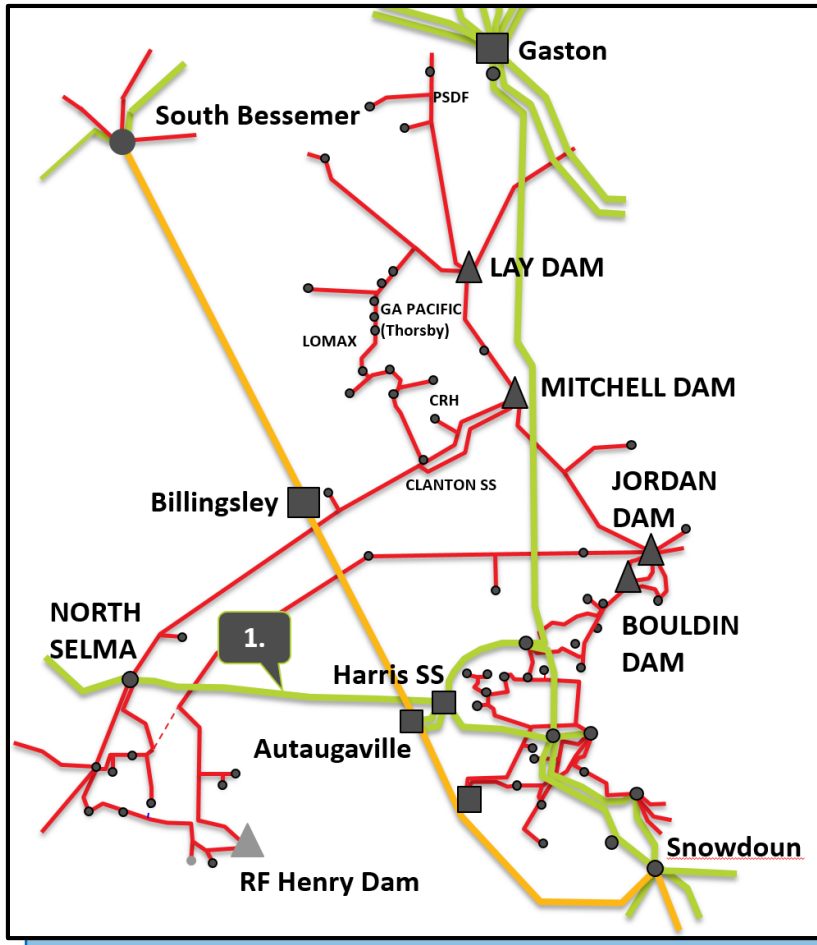 Gaston
South Bessemer
PSDF
LAY DAM
GA PACIFIC
(Thorsby)
LOMAX
MITCHELL DAM
CRH
CLANTON SS
JORDAN
DAM
Billingsley
NORTH
SELMA
1.
BOULDIN
DAM
Harris SS
Autaugaville
Snowdoun
RF Henry Dam